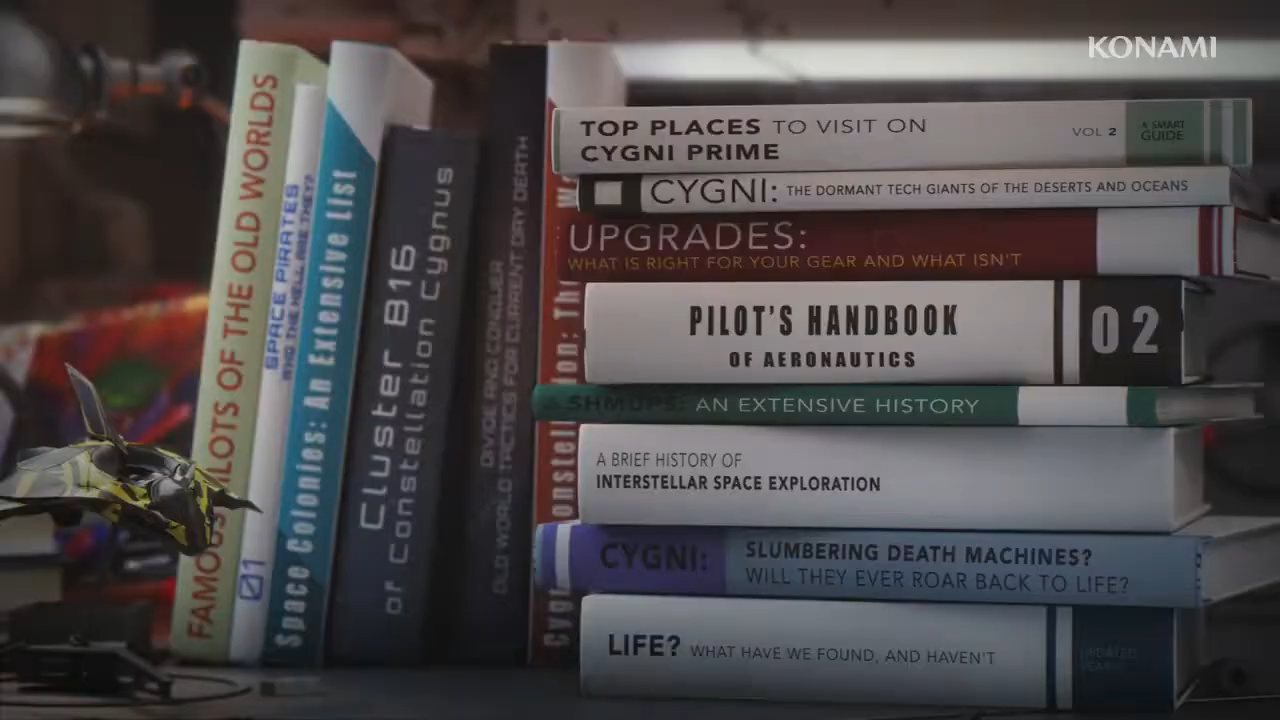 KONAMI
FAMOUS PILOTS OF THE OLD WORLDS
SPACE PIRATES
AND WHO THE HELL ARE THEY?
01
Space Colonies: An Extensive List
Cluster B16
of Constellation Cygnus
DIVIDE AND CONQUER
OLD WORLD TACTICS FOR CURRENT DAY DEATH
TOP PLACES TO VISIT ON
CYGNI PRIME
VOL 2
A SMART
GUIDE
CYGNI: THE DORMANT TECH GIANTS OF THE DESERTS AND OCEANS
UPGRADES:
WHAT IS RIGHT FOR YOUR GEAR AND WHAT ISN'T
PILOT'S HANDBOOK
OF AERONAUTICS
02
SHMUPS: AN EXTENSIVE HISTORY
A BRIEF HISTORY OF
INTERSTELLAR SPACE EXPLORATION
CYGNI: SLUMBERING DEATH MACHINES?
WILL THEY EVER ROAR BACK TO LIFE?
LIFE? WHAT HAVE WE FOUND, AND HAVEN'T
UPDATED